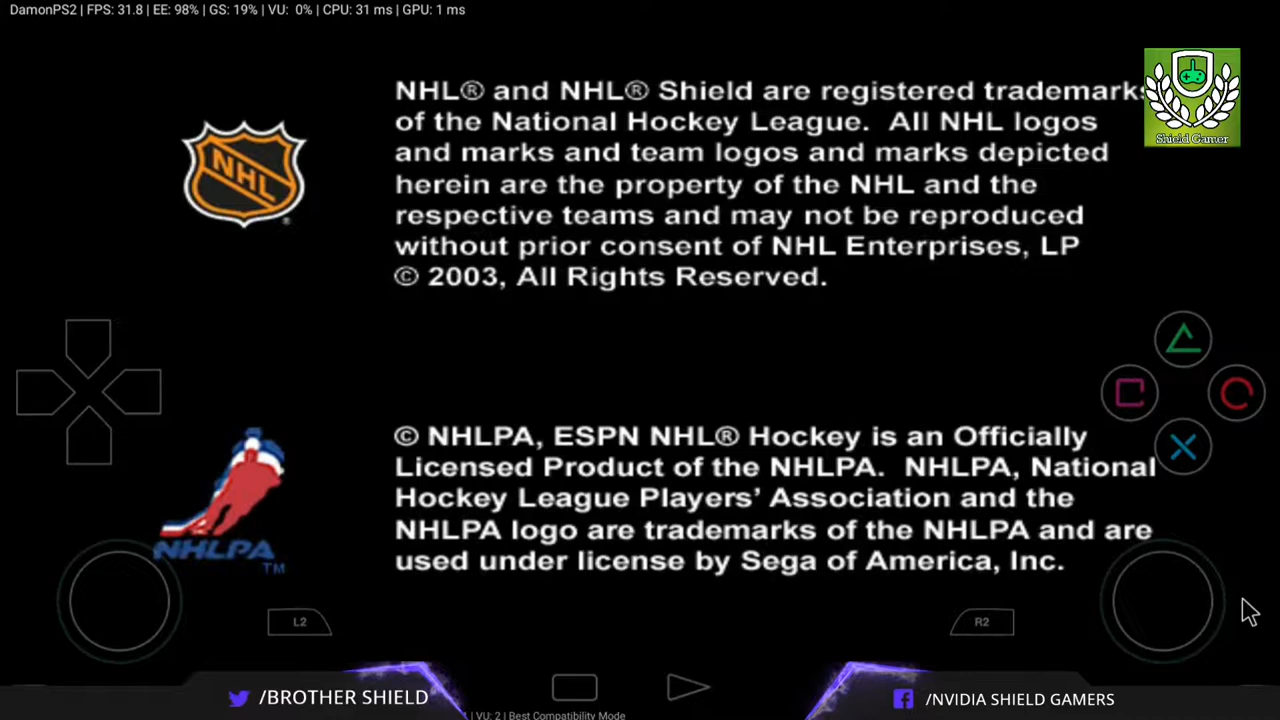 DamonPS2 | FPS: 31.8 | EE: 98% | GS: 19% | VU: 0% | CPU: 31 ms | GPU: 1 ms
Shield Gamer
NHL
NHL® and NHL® Shield are registered trademarks
of the National Hockey League. All NHL logos
and marks and team logos and marks depicted
herein are the property of the NHL and the
respective teams and may not be reproduced
without prior consent of NHL Enterprises, LP
© 2003, All Rights Reserved.
NHLPA
TM
© NHLPA, ESPN NHL® Hockey is an Officially
Licensed Product of the NHLPA. NHLPA, National
Hockey League Players’ Association and the
NHLPA logo are trademarks of the NHLPA and are
used under license by Sega of America, Inc.
L2
R2
/BROTHER SHIELD
/NVIDIA SHIELD GAMERS
| VU: 2 | Best Compatibility Mode